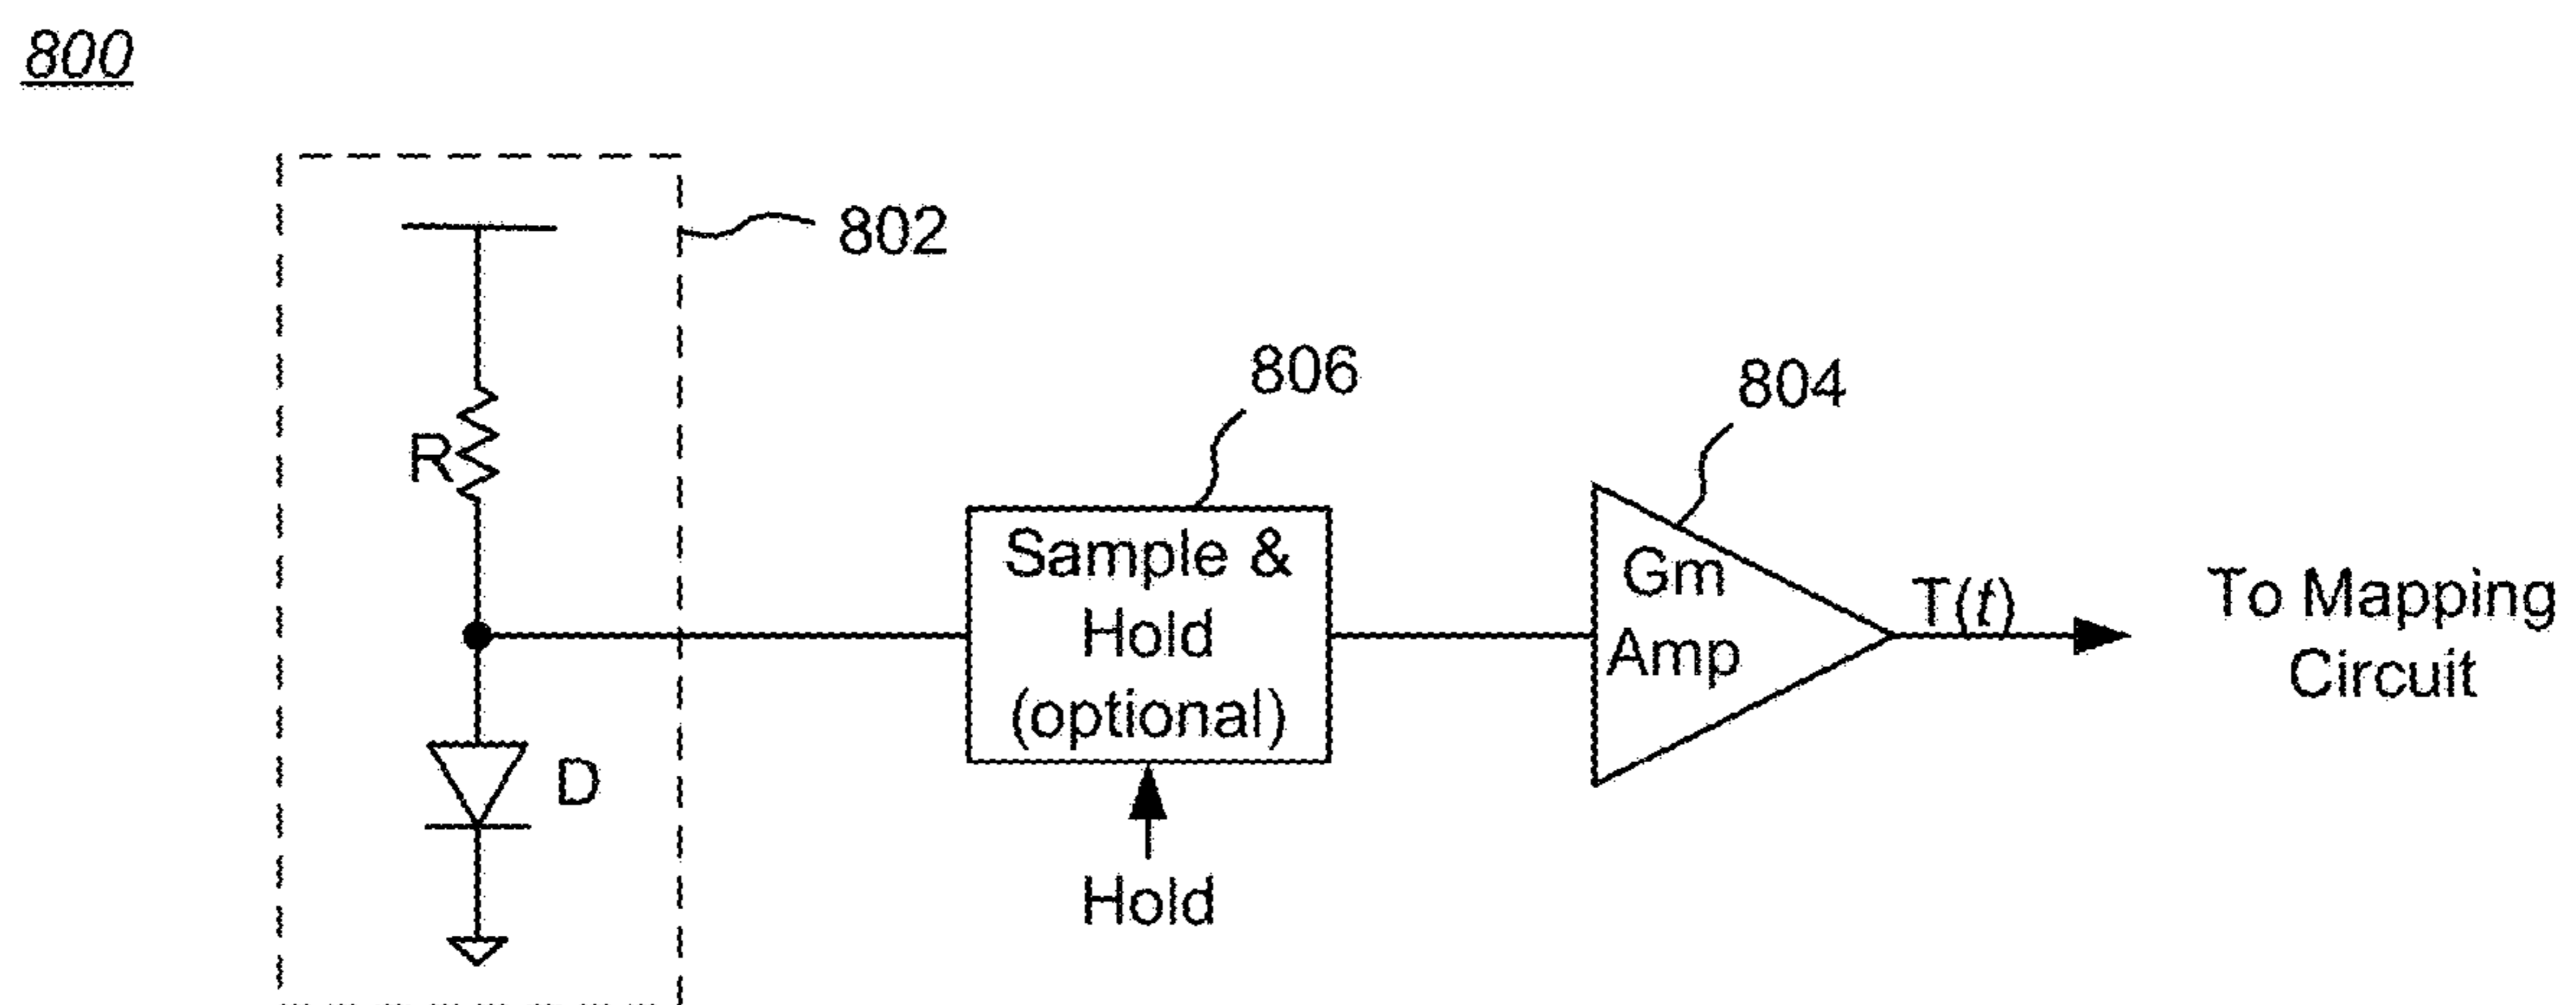 800
802
R
D
806
Sample &
Hold
(optional)
Hold
804
Gm
Amp
T(t)
To Mapping
Circuit